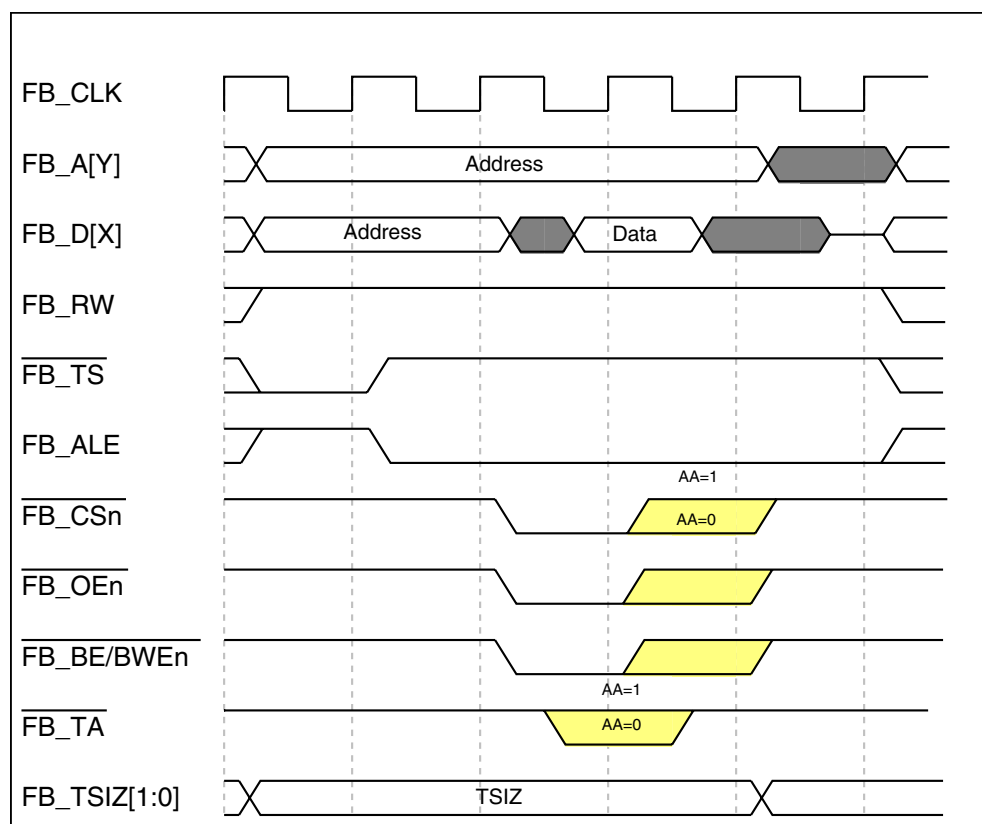 FB_CLK
FB_A[Y]
Address
FB_D[X]
Address
Data
FB_RW
FB_TS
FB_ALE
AA=1
FB_CSn
AA=0
FB_OEn
FB_BE/BWEn
AA=1
FB_TA
AA=0
FB_TSIZ[1:0]
TSIZ